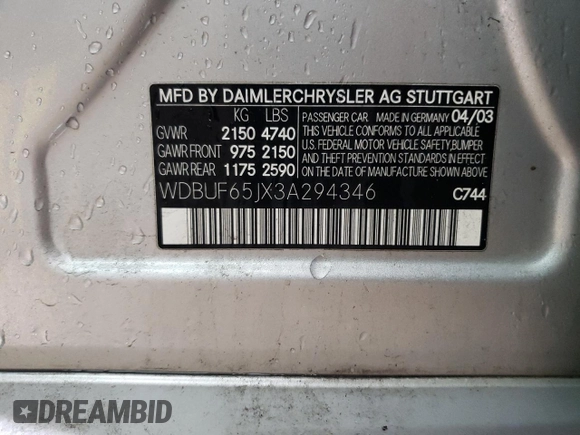 MFD BY DAIMLERCHRYSLER AG STUTTGART
KG LBS
GVWR 2150 4740
GAWR FRONT 975 2150
GAWR REAR 1175 2590
PASSENGER CAR MADE IN GERMANY 04/03
THIS VEHICLE CONFORMS TO ALL APPLICABLE
U.S. FEDERAL MOTOR VEHICLE SAFETY,BUMPER
AND THEFT PREVENTION STANDARDS IN EFFECT
ON THE DATE OF MANUFACTURE SHOWN ABOVE
WDBUF65JX3A294346
C744
DREAMBID